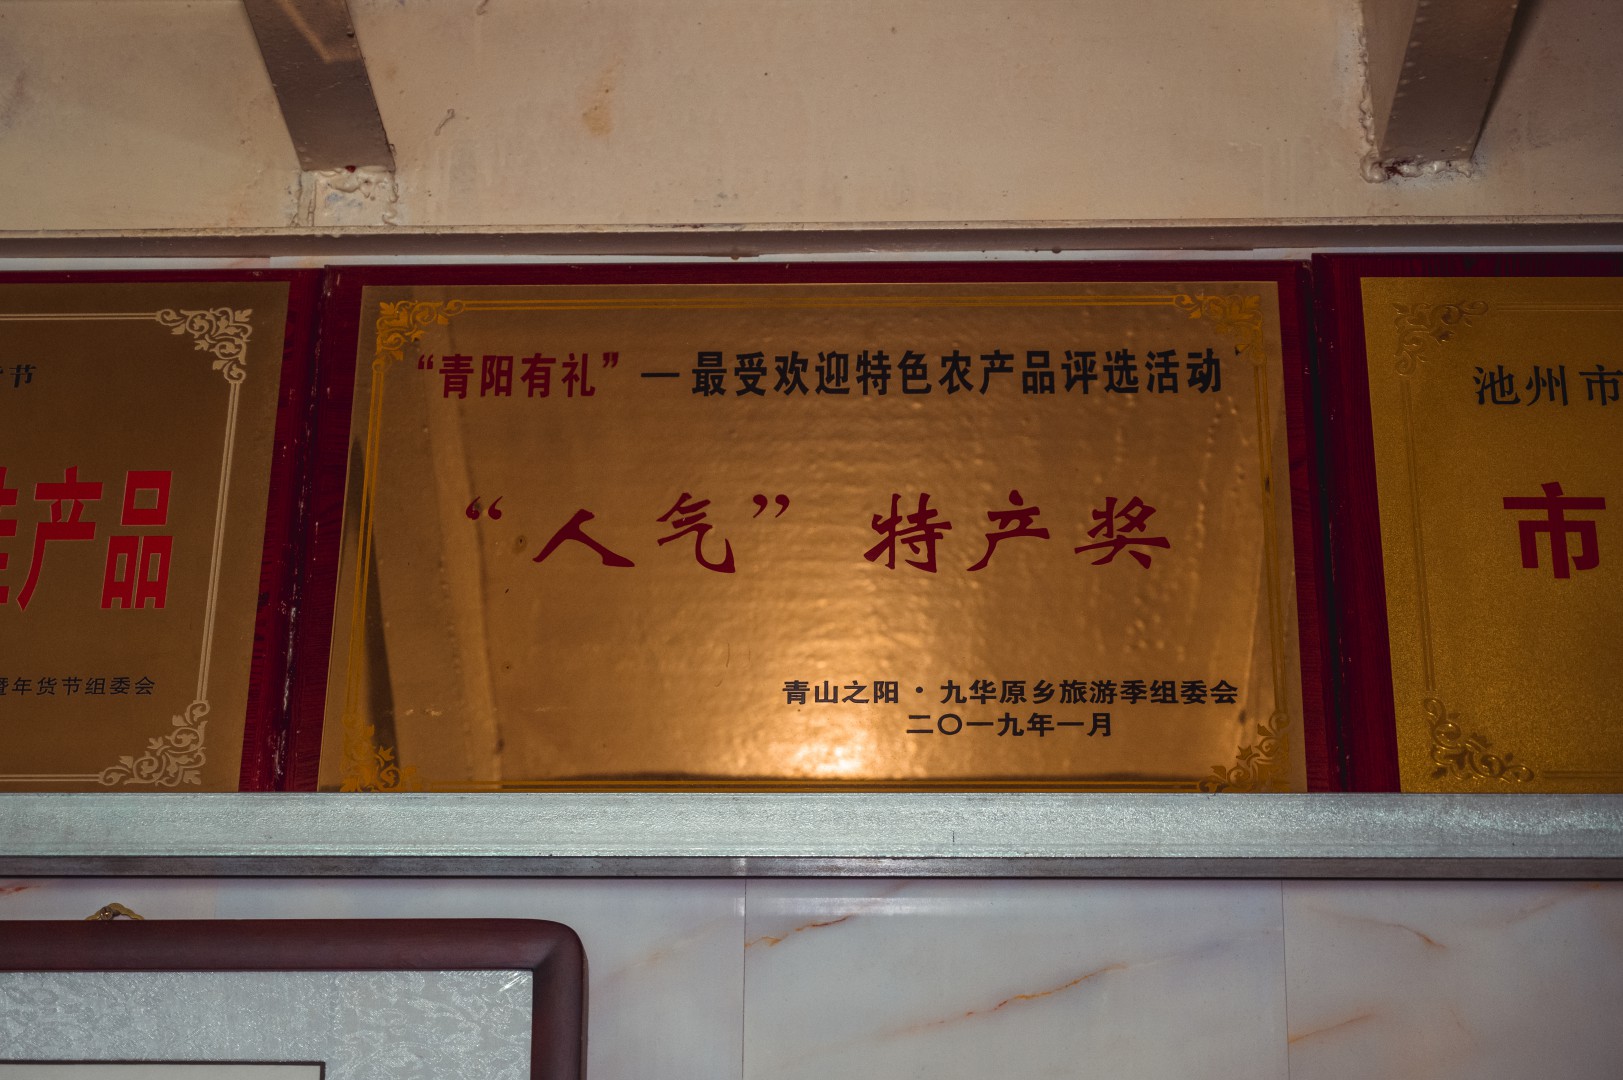 节
产品
暨年货节组委会
“青阳有礼”—最受欢迎特色农产品评选活动
“人气”特产奖
青山之阳·九华原乡旅游季组委会
二〇一九年一月
池州市
市